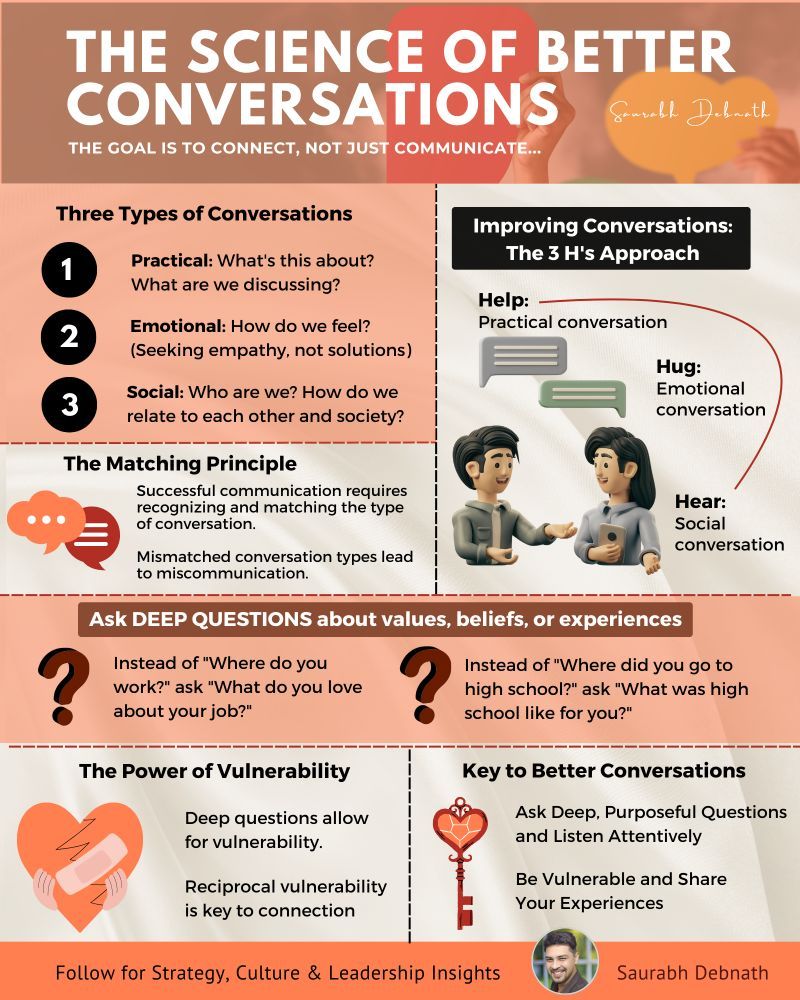 THE SCIENCE OF BETTER
CONVERSATIONS
Saurabh Debnath
THE GOAL IS TO CONNECT, NOT JUST COMMUNICATE...
Three Types of Conversations
1
Practical: What's this about?
What are we discussing?
2
Emotional: How do we feel?
(Seeking empathy, not solutions)
3
Social: Who are we? How do we
relate to each other and society?
The Matching Principle
Successful communication requires
recognizing and matching the type
of conversation.
Mismatched conversation types lead
to miscommunication.
Improving Conversations:
The 3 H's Approach
Help:
Practical conversation
Hug:
Emotional
conversation
Hear:
Social
conversation
Ask DEEP QUESTIONS about values, beliefs, or experiences
Instead of "Where do you
work?" ask "What do you love
about your job?"
Instead of "Where did you go to
high school?" ask "What was high
school like for you?"
The Power of Vulnerability
Deep questions allow
for vulnerability.
Reciprocal vulnerability
is key to connection
Key to Better Conversations
Ask Deep, Purposeful Questions
and Listen Attentively
Be Vulnerable and Share
Your Experiences
Follow for Strategy, Culture & Leadership Insights
Saurabh Debnath